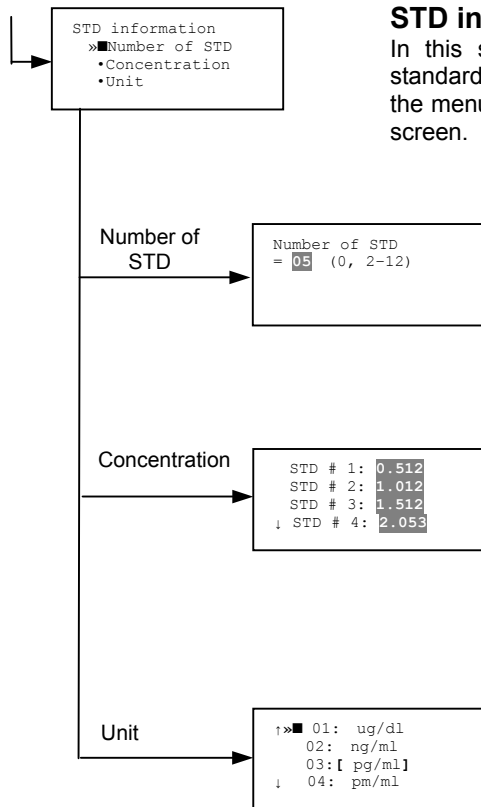 STD information
»■Number of STD
•Concentration
•Unit
STD in
In this
standard
the menu
screen.
Number of
STD
Number of STD
= 05 (0, 2-12)
Concentration
STD # 1: 0.512
STD # 2: 1.012
STD # 3: 1.512
↓ STD # 4: 2.053
Unit
↑»■ 01: ug/dl
02: ng/ml
03:[ pg/ml]
↓ 04: pm/ml